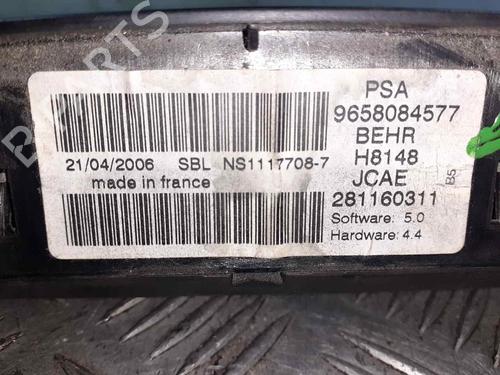 PSA
9658084577
BEHR
H8148
JCAE
281160311
Software: 5.0
Hardware: 4.4
B5
21/04/2006 SBL NS1117708-7
made in france